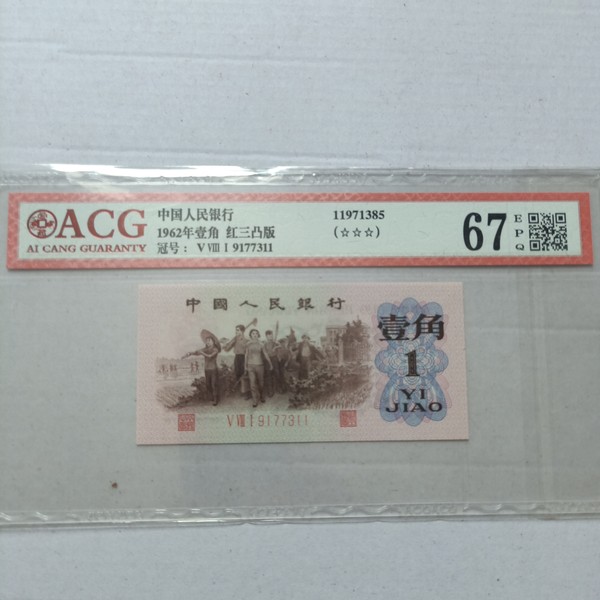 ACG
AI CANG GUARANTY
中国人民银行
1962年壹角 红三凸版
冠号： V VIII I 9177311
11971385
(☆☆☆)
67
E
P
Q
中國人民銀行
壹角
1
YI
JIAO
V VIII I 9177311